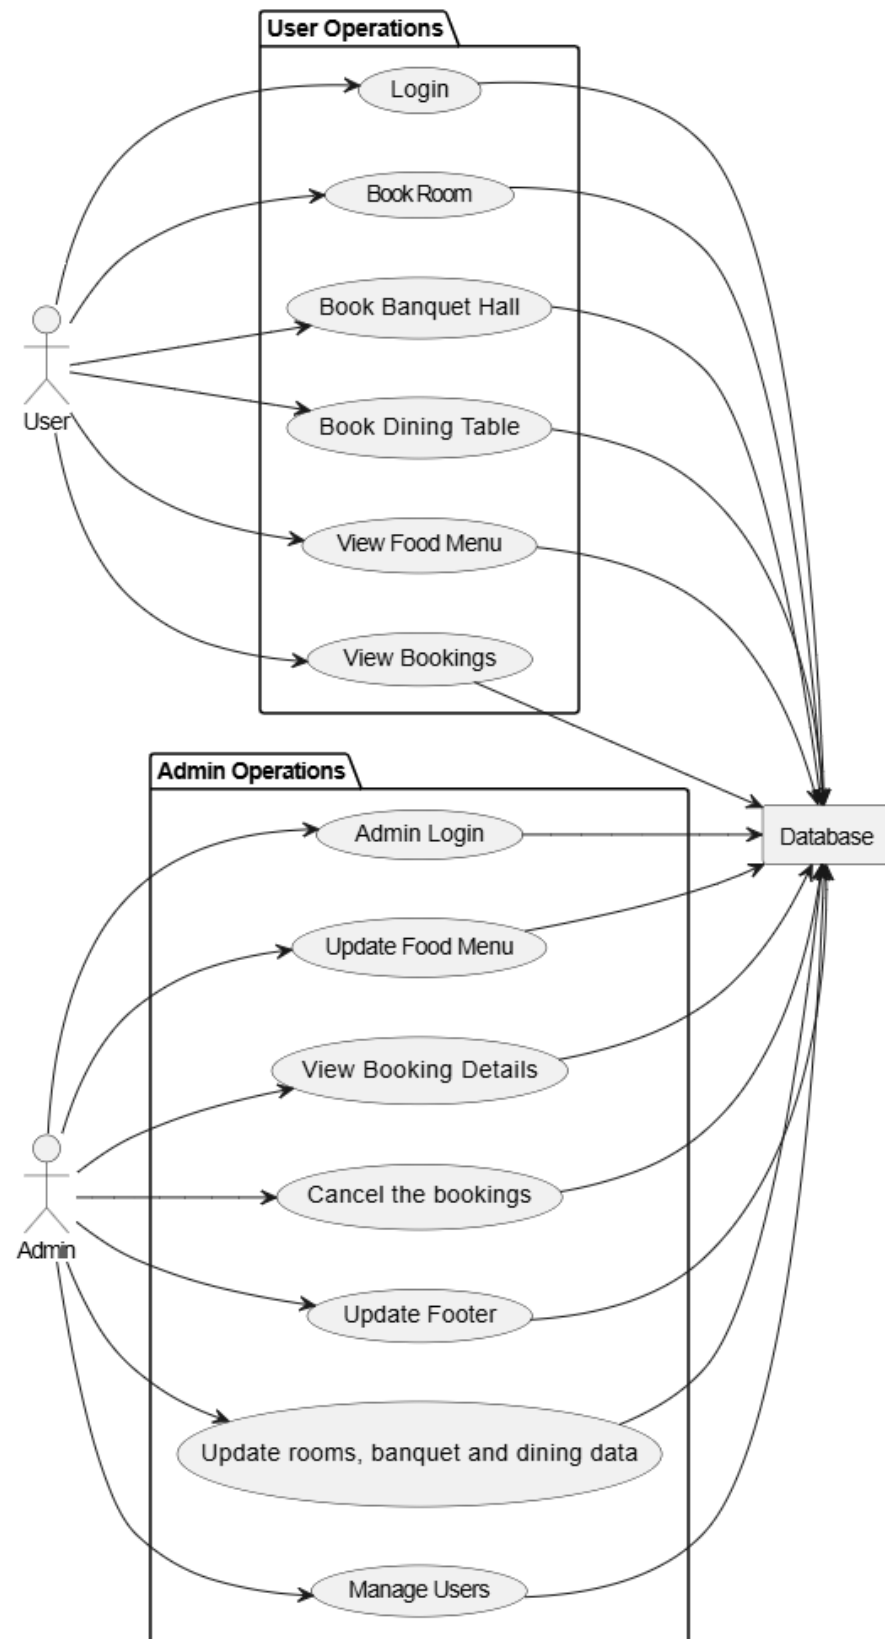 User Operations
Login
Book Room
Book Banquet Hall
Book Dining Table
User
View Food Menu
View Bookings
Admin Operations
Admin Login
Database
Update Food Menu
View Booking Details
Cancel the bookings
Admin
Update Footer
Update rooms, banquet and dining data
Manage Users